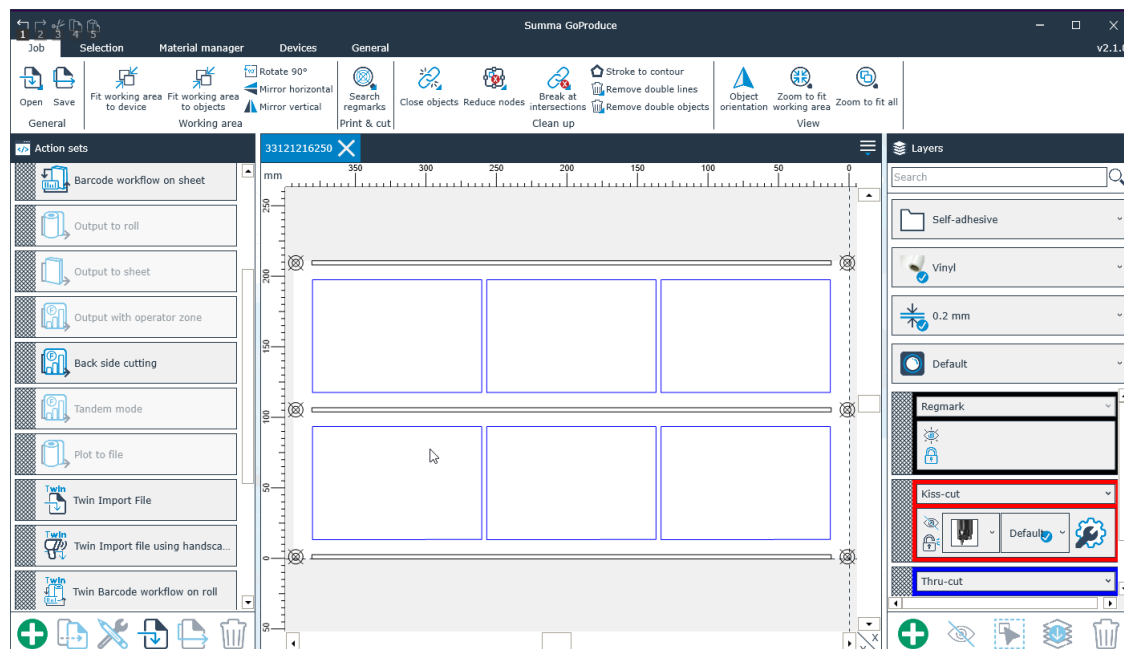 Summa GoProduce
1 2 3 4 5
Job Selection Material manager Devices General
v2.1.0
Open Save
Fit working area to device
Fit working area to objects
Rotate 90°
Mirror horizontal
Mirror vertical
Search regmarks
Close objects
Reduce nodes
Break at intersections
Stroke to contour
Remove double lines
Remove double objects
Object orientation
Zoom to fit working area
Zoom to fit all
General
Working area
Print & cut
Clean up
View
Action sets
Barcode workflow on sheet
Output to roll
Output to sheet
Output with operator zone
Back side cutting
Tandem mode
Plot to file
Twin
Twin Import File
Twin
Twin Import file using handsca...
Twin
Twin Barcode workflow on roll
33121216250
mm
350 300 250 200 150 100 50 0
250
200
150
100
50
0
50
X
Layers
Search
Self-adhesive
Vinyl
0.2 mm
Default
Regmark
Kiss-cut
Default
Thru-cut